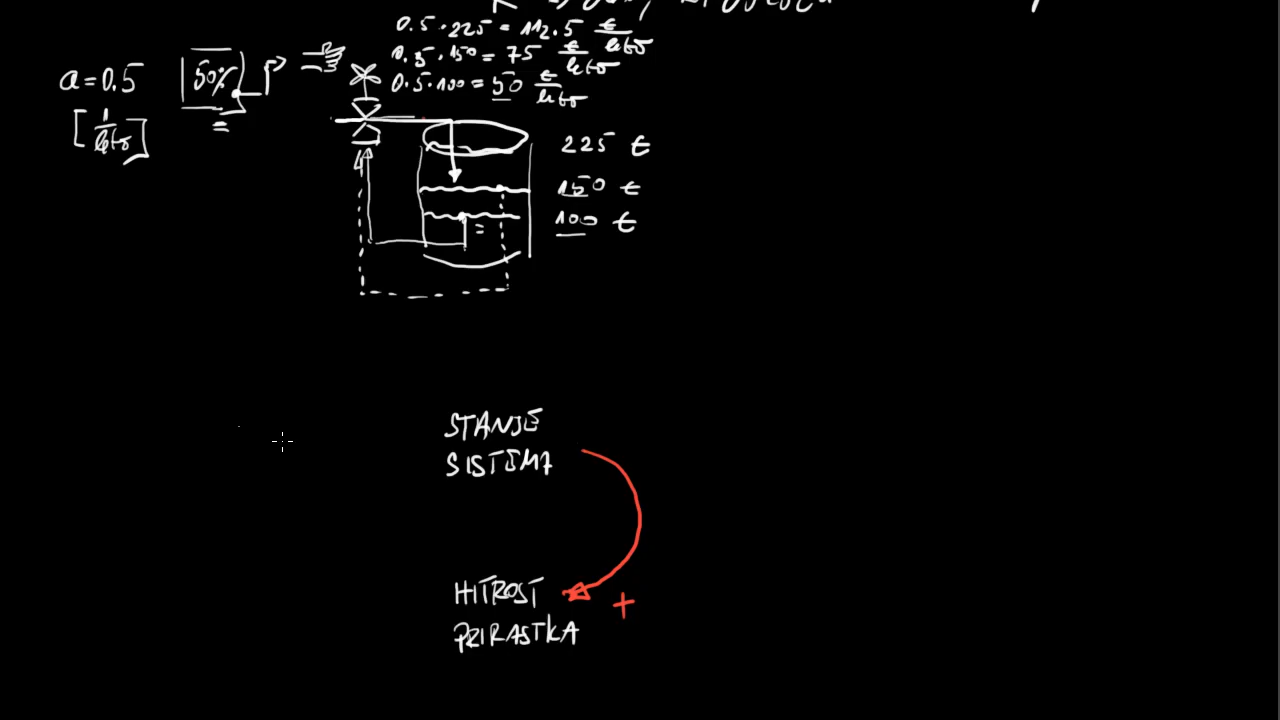 0.5 · 225 = 112.5 €/leto
0.5 · 150 = 75 €/leto
0.5 · 100 = 50 €/leto
a = 0.5
[1/leto]
50%
225 €
150 €
100 €
STANJE
SISTEMA
HITROST
PRIRASTKA
+